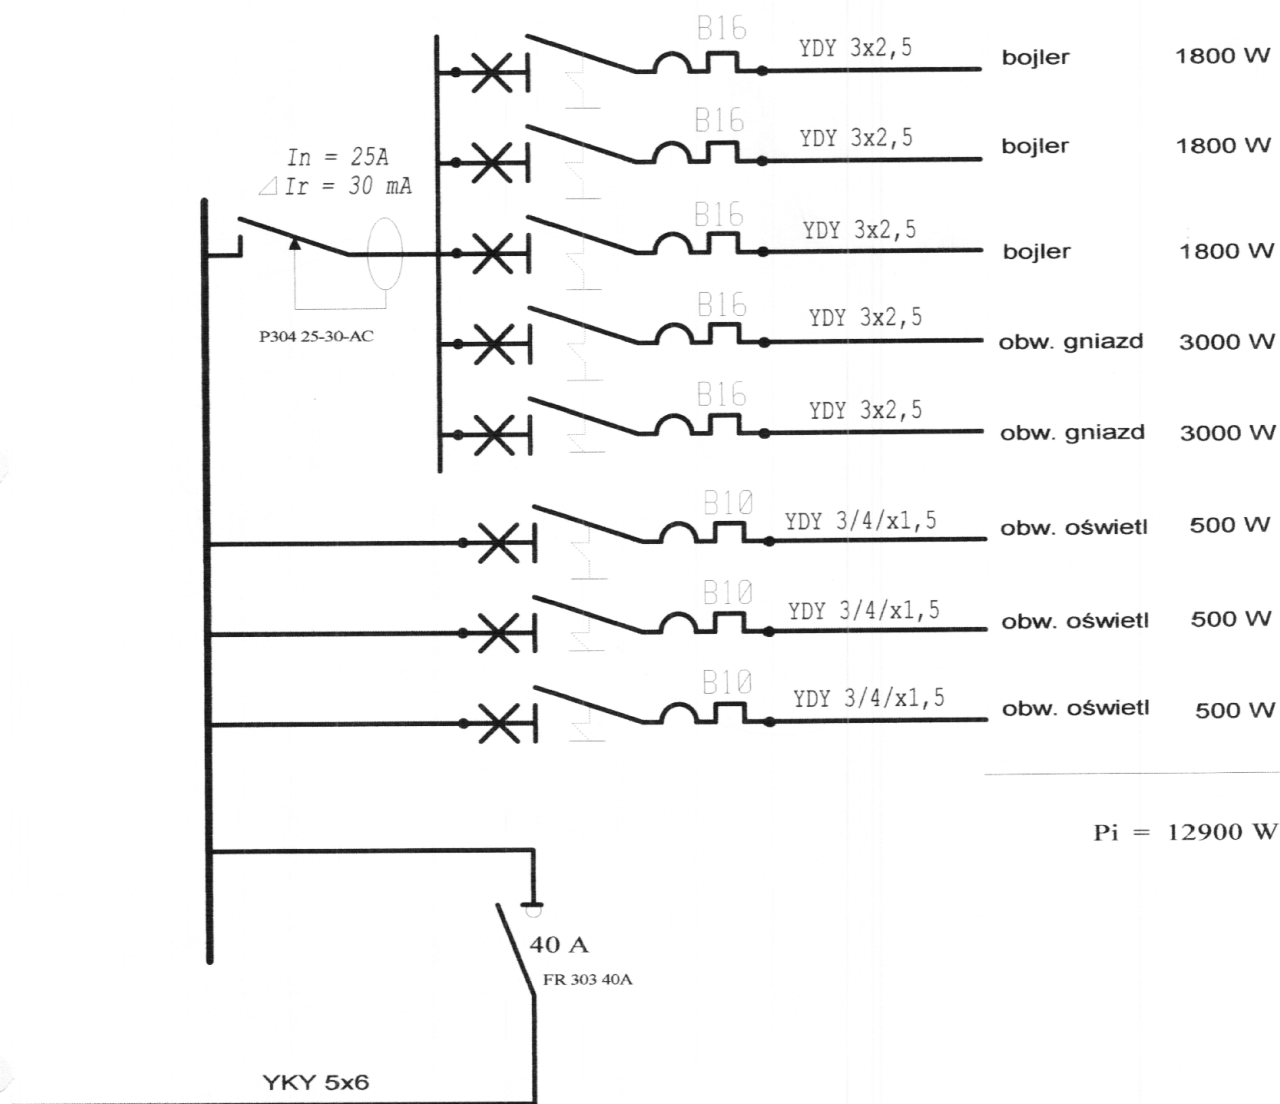 B16
YDY 3x2,5 bojler 1800 W
B16
YDY 3x2,5 bojler 1800 W
In = 25A
⊿ Ir = 30 mA
B16
YDY 3x2,5 bojler 1800 W
P304 25-30-AC
B16
YDY 3x2,5 obw. gniazd 3000 W
B16
YDY 3x2,5 obw. gniazd 3000 W
B10
YDY 3/4/x1,5 obw. oświetl 500 W
B10
YDY 3/4/x1,5 obw. oświetl 500 W
B10
YDY 3/4/x1,5 obw. oświetl 500 W
Pi = 12900 W
40 A
FR 303 40A
YKY 5x6